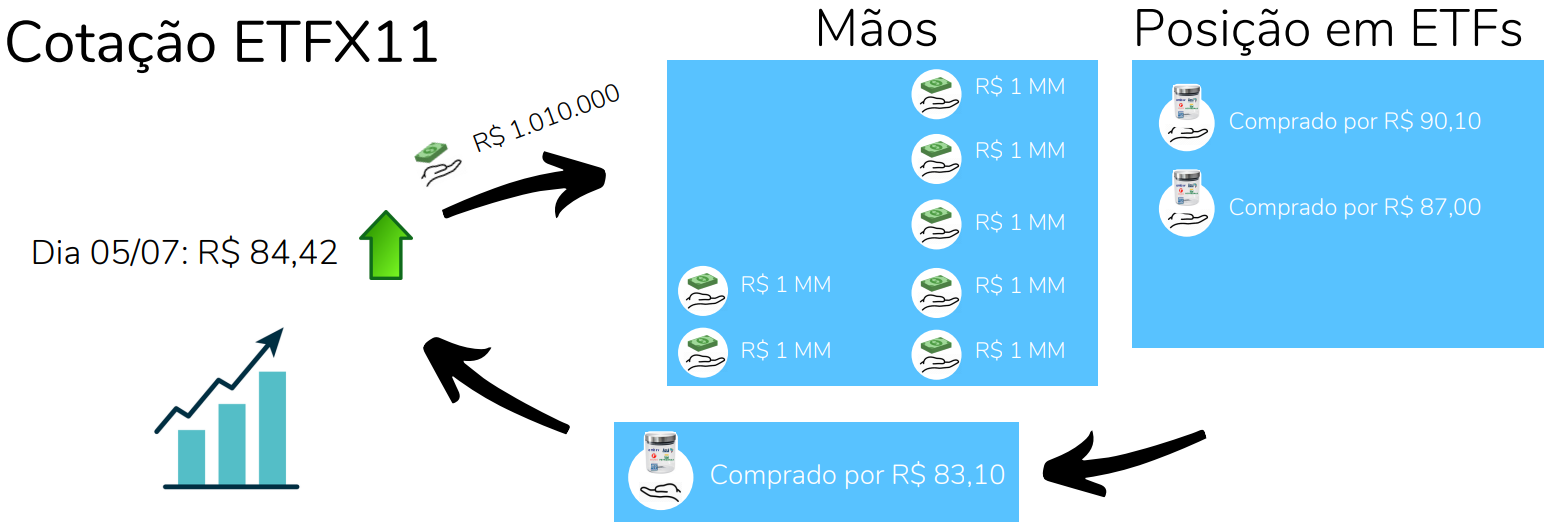 Cotação ETFX11
Mãos
Posição em ETFs
R$ 1.010.000
Dia 05/07: R$ 84,42
R$ 1 MM
R$ 1 MM
R$ 1 MM
R$ 1 MM
R$ 1 MM
R$ 1 MM
R$ 1 MM
Comprado por R$ 90,10
Comprado por R$ 87,00
Comprado por R$ 83,10